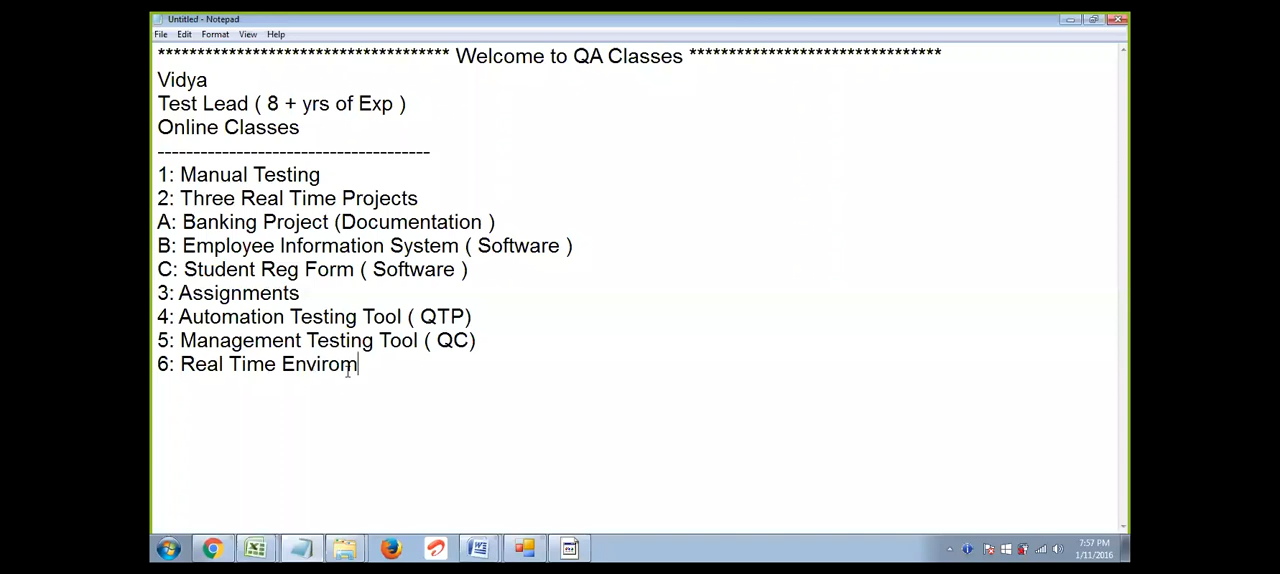 Untitled - Notepad
File Edit Format View Help
************************************* Welcome to QA Classes ********************************
Vidya
Test Lead ( 8 + yrs of Exp )
Online Classes
--------------------------------------
1: Manual Testing
2: Three Real Time Projects
A: Banking Project (Documentation )
B: Employee Information System ( Software )
C: Student Reg Form ( Software )
3: Assignments
4: Automation Testing Tool ( QTP)
5: Management Testing Tool ( QC)
6: Real Time Envirom
7:57 PM
1/11/2016